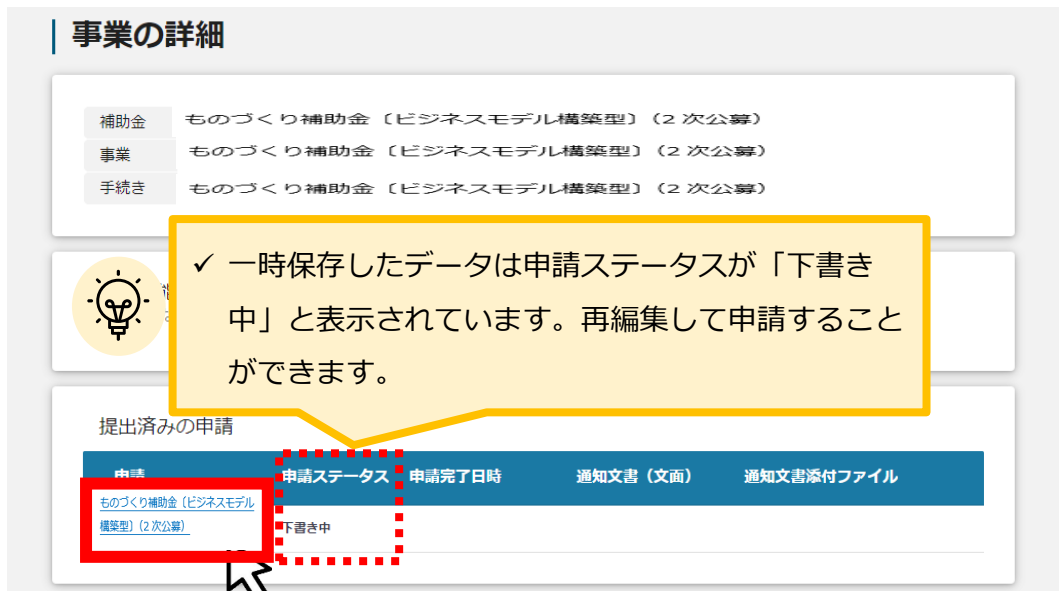 事業の詳細
補助金 ものづくり補助金〔ビジネスモデル構築型〕（2次公募）
事業 ものづくり補助金〔ビジネスモデル構築型〕（2次公募）
手続き ものづくり補助金〔ビジネスモデル構築型〕（2次公募）
✓ 一時保存したデータは申請ステータスが「下書き
中」と表示されています。再編集して申請すること
ができます。
提出済みの申請
申請 申請ステータス 申請完了日時 通知文書（文面） 通知文書添付ファイル
ものづくり補助金〔ビジネスモデル
構築型〕（2次公募）
下書き中